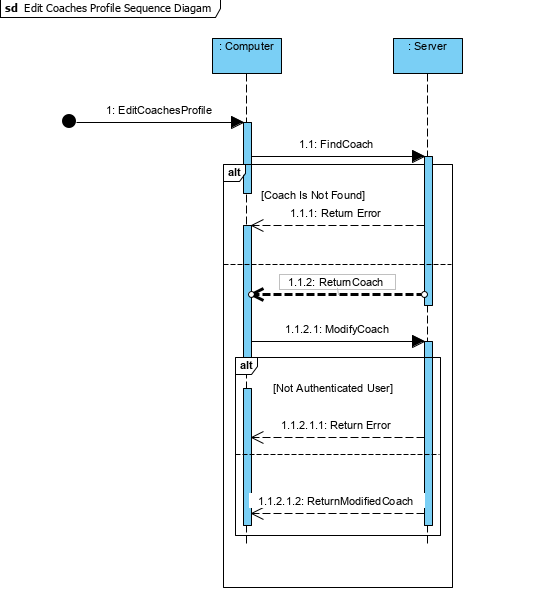 sd Edit Coaches Profile Sequence Diagam
: Computer
: Server
1: EditCoachesProfile
1.1: FindCoach
alt
[Coach Is Not Found]
1.1.1: Return Error
1.1.2: ReturnCoach
1.1.2.1: ModifyCoach
alt
[Not Authenticated User]
1.1.2.1.1: Return Error
1.1.2.1.2: ReturnModifiedCoach